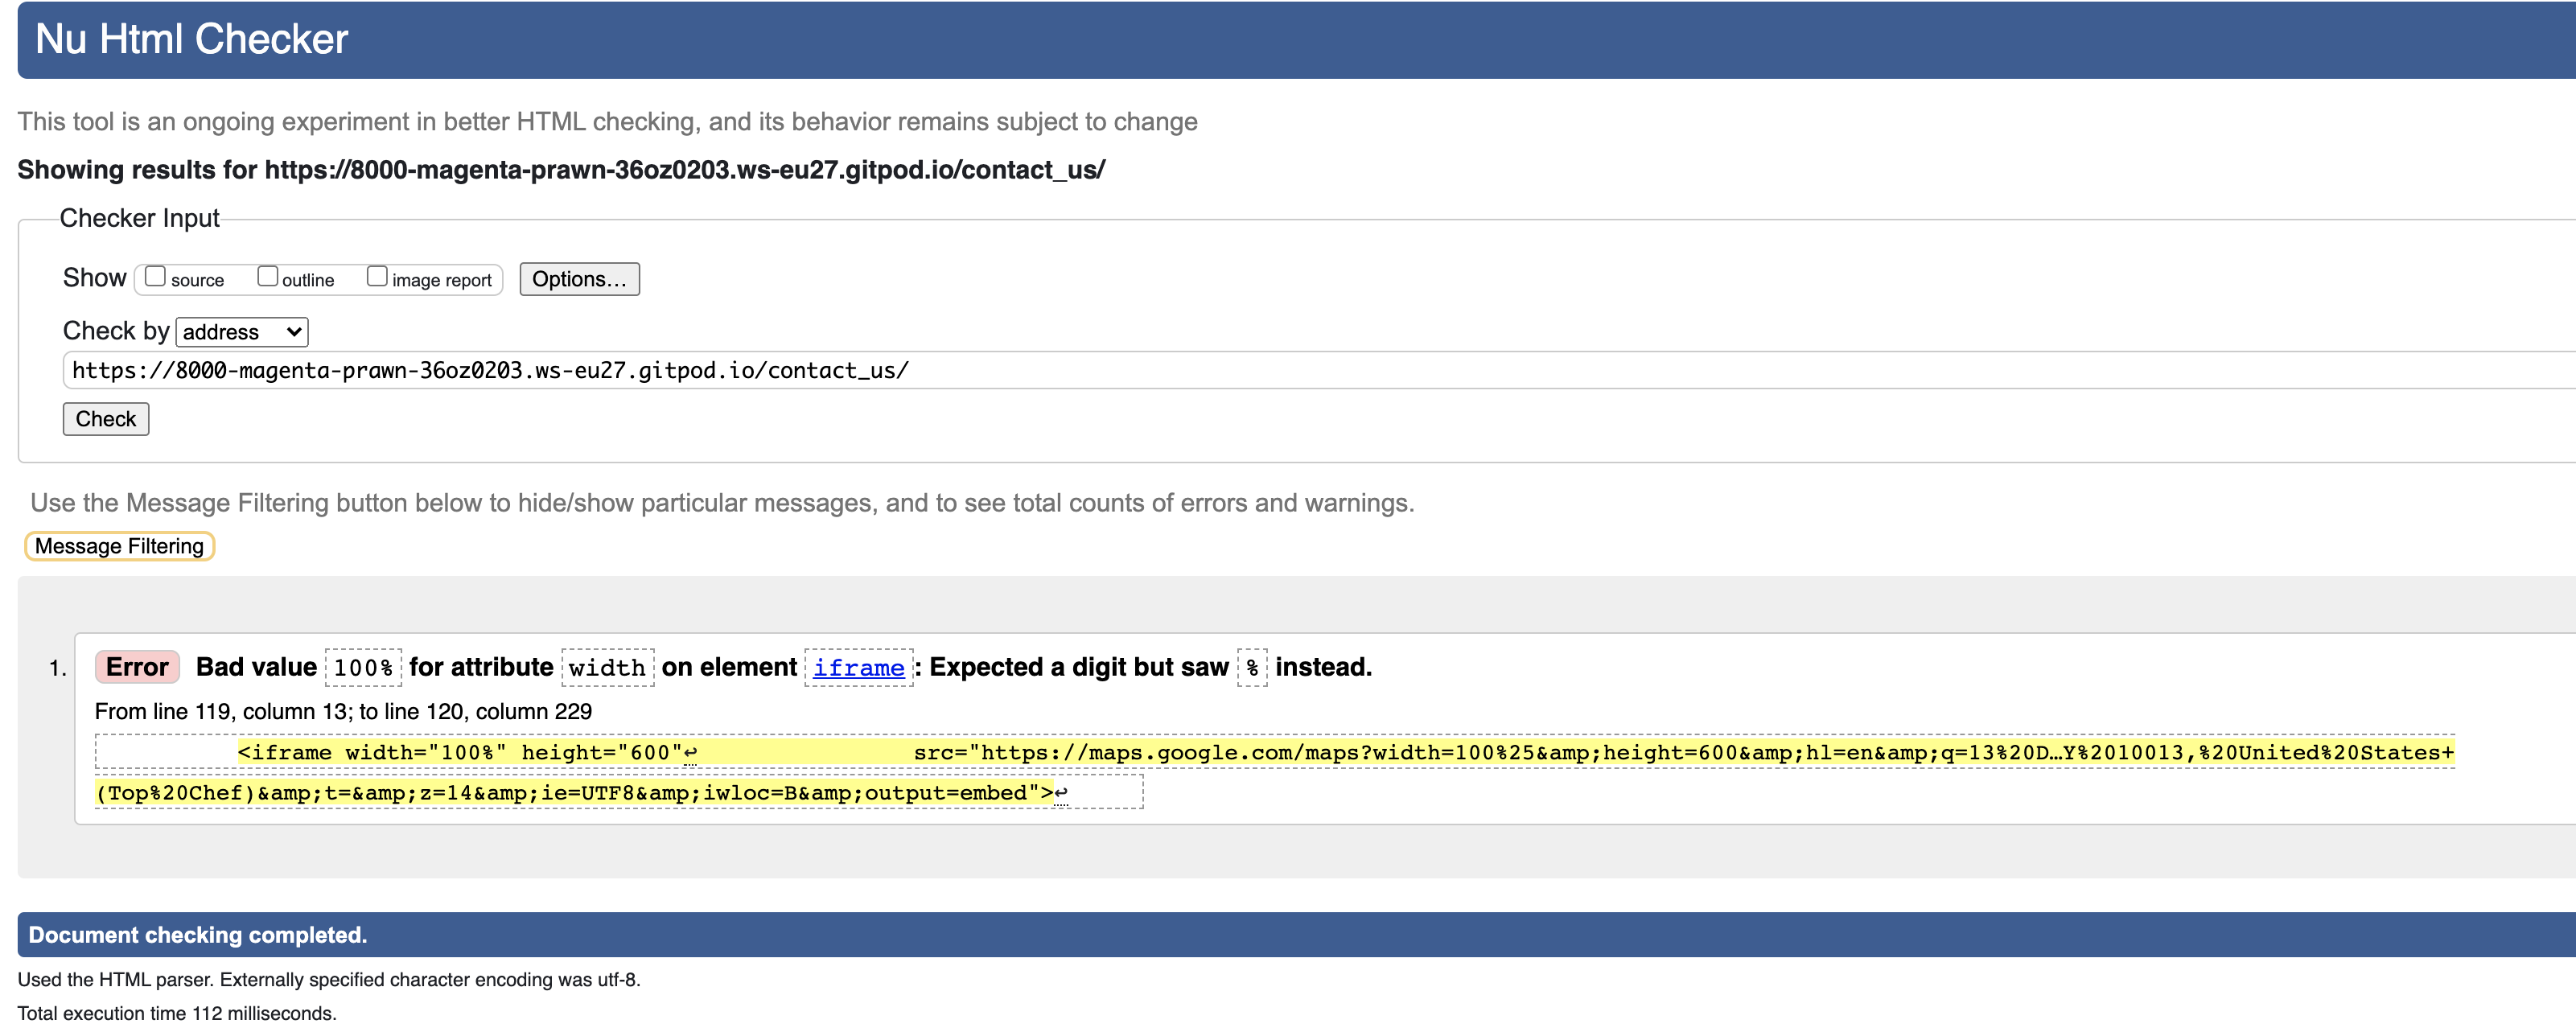 Nu Html Checker
This tool is an ongoing experiment in better HTML checking, and its behavior remains subject to change
Showing results for https://8000-magenta-prawn-36oz0203.ws-eu27.gitpod.io/contact_us/
Checker Input
Show source outline image report Options...
Check by address
https://8000-magenta-prawn-36oz0203.ws-eu27.gitpod.io/contact_us/
Check
Use the Message Filtering button below to hide/show particular messages, and to see total counts of errors and warnings.
Message Filtering
1. Error Bad value 100% for attribute width on element iframe: Expected a digit but saw % instead.
From line 119, column 13; to line 120, column 229
<iframe width="100%" height="600"↩ src="https://maps.google.com/maps?width=100%25&amp;height=600&amp;hl=en&amp;q=13%20D…Y%2010013,%20United%20States+
(Top%20Chef)&amp;t=&amp;z=14&amp;ie=UTF8&amp;iwloc=B&amp;output=embed">↩
Document checking completed.
Used the HTML parser. Externally specified character encoding was utf-8.
Total execution time 112 milliseconds.